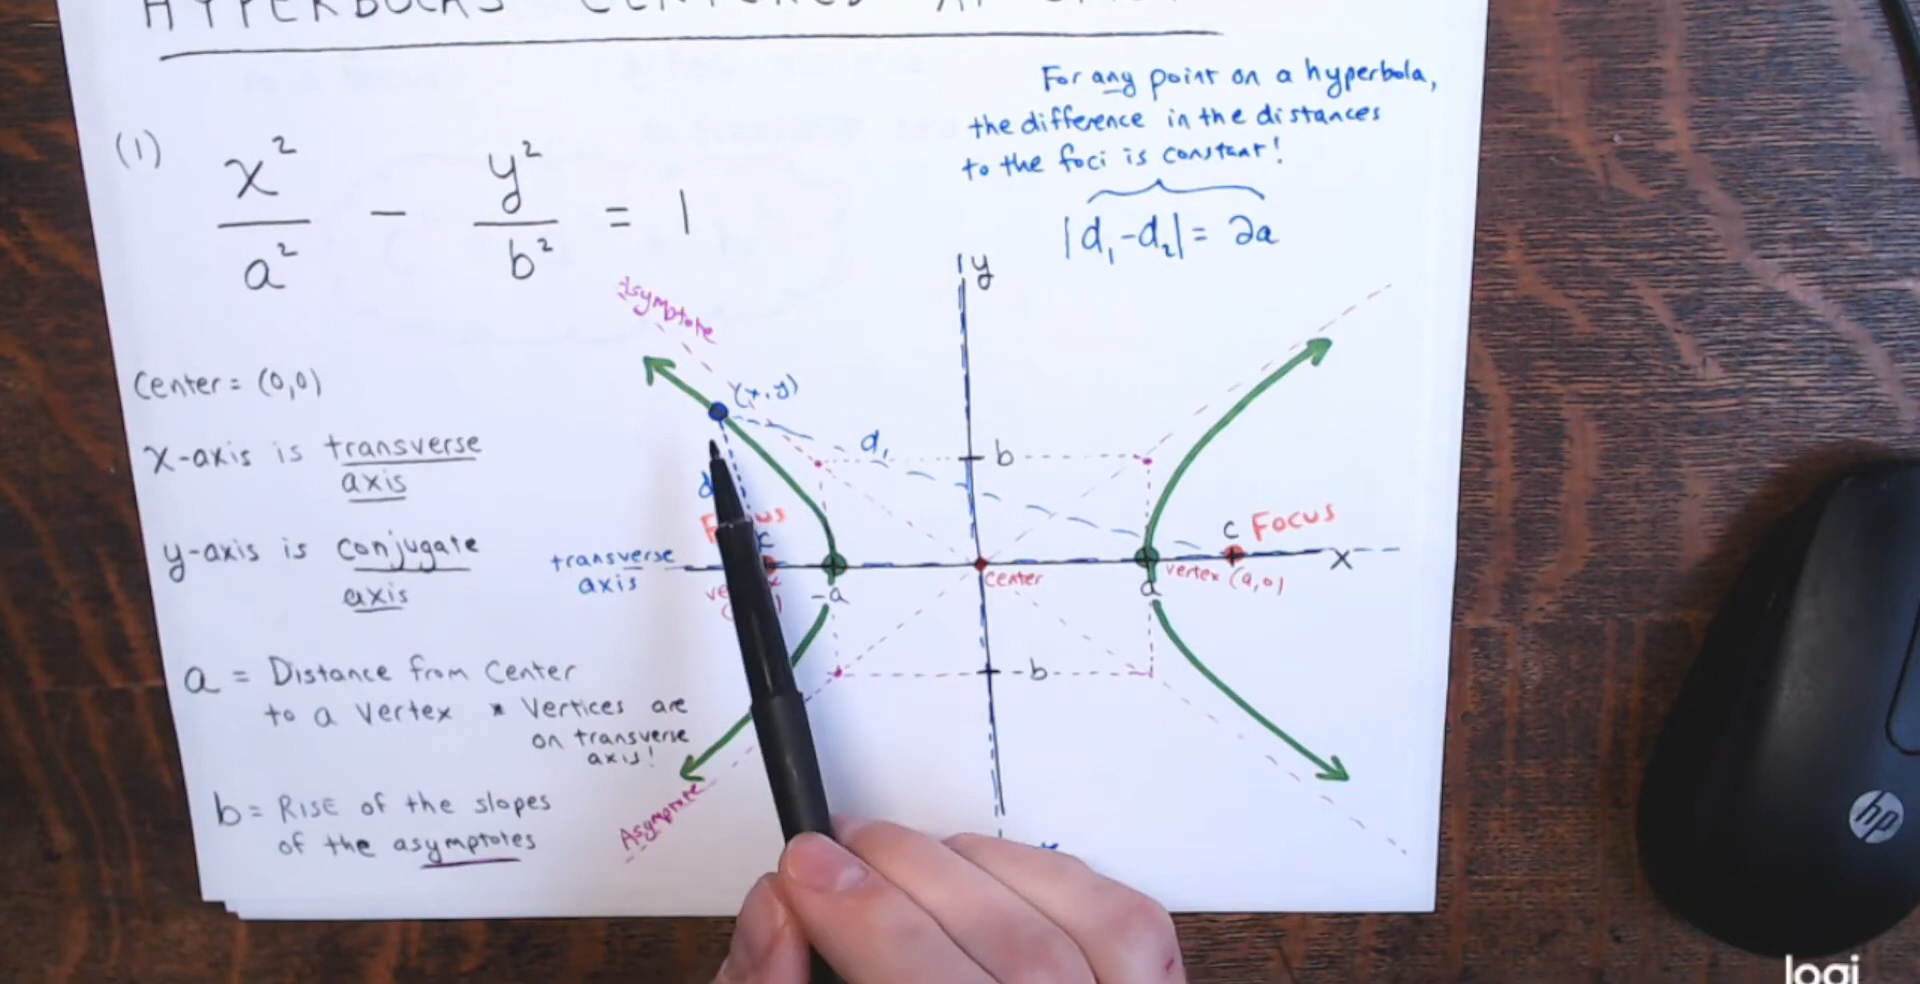 HYPERBOLAS CENTERED AT
For any point on a hyperbola,
the difference in the distances
to the foci is constant!
|d₁-d₂| = 2a
(1)
x²/a² - y²/b² = 1
y
Asymptote
Center = (0,0)
(x,y)
x-axis is transverse
axis
d₁
b
y-axis is conjugate
axis
transverse
axis
c Focus
x
center
vertex (a,0)
-a
a
a = Distance from Center
to a Vertex * Vertices are
on transverse
axis!
-b
b = Rise of the slopes
of the asymptotes
Asymptote
hp
logi